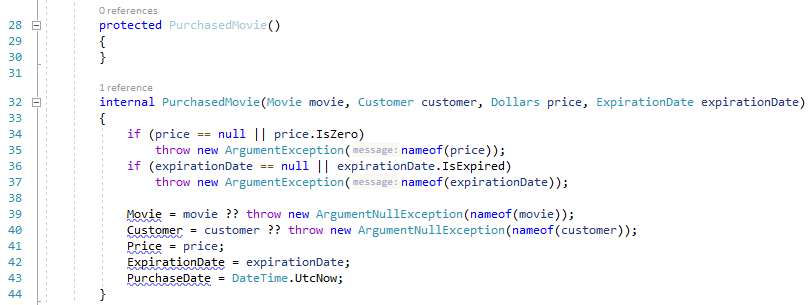 0 references
28 protected PurchasedMovie()
29 {
30 }
31
1 reference
32 internal PurchasedMovie(Movie movie, Customer customer, Dollars price, ExpirationDate expirationDate)
33 {
34 if (price == null || price.IsZero)
35 throw new ArgumentException(message: nameof(price));
36 if (expirationDate == null || expirationDate.IsExpired)
37 throw new ArgumentException(message: nameof(expirationDate));
38
39 Movie = movie ?? throw new ArgumentNullException(nameof(movie));
40 Customer = customer ?? throw new ArgumentNullException(nameof(customer));
41 Price = price;
42 ExpirationDate = expirationDate;
43 PurchaseDate = DateTime.UtcNow;
44 }